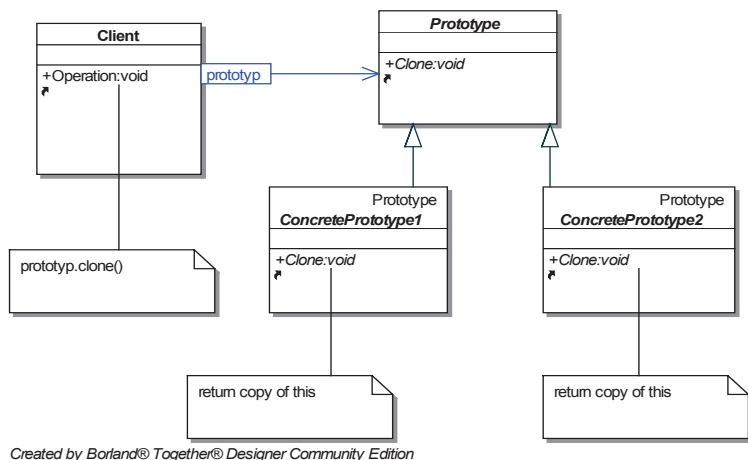 Client
+Operation:void
prototyp
Prototype
+Clone:void
Prototype
ConcretePrototype1
+Clone:void
Prototype
ConcretePrototype2
+Clone:void
prototyp.clone()
return copy of this
return copy of this
Created by Borland® Together® Designer Community Edition